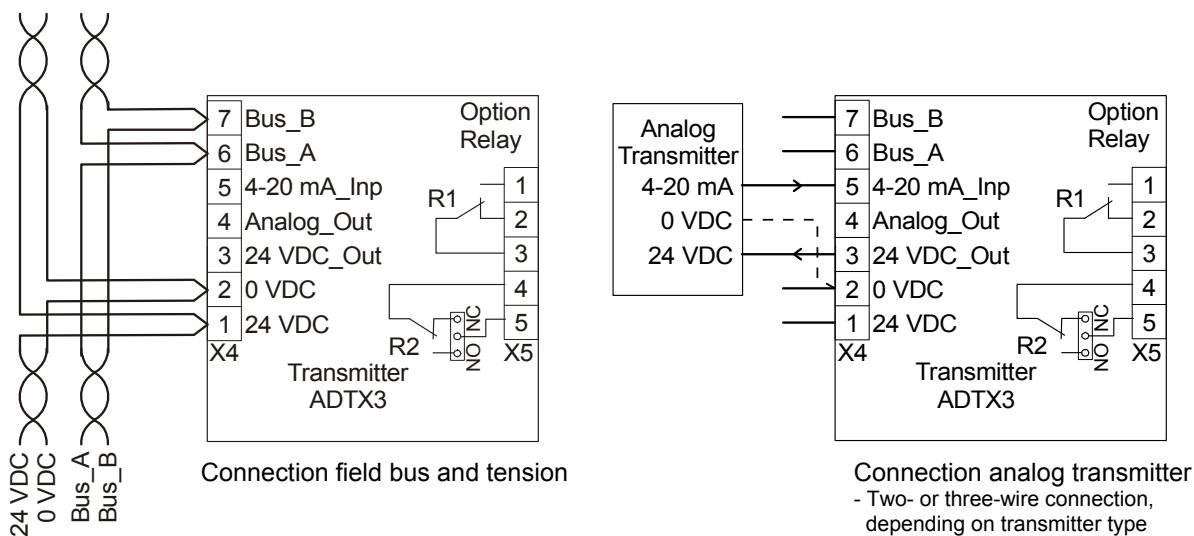 7 Bus_B
6 Bus_A
5 4-20 mA_Inp
4 Analog_Out
3 24 VDC_Out
2 0 VDC
1 24 VDC
X4
Option
Relay
R1
1
2
3
4
5
X5
R2
NC
NO
Transmitter
ADTX3
24 VDC
0 VDC
Bus_A
Bus_B
Connection field bus and tension
Analog
Transmitter
4-20 mA
0 VDC
24 VDC
7 Bus_B
6 Bus_A
5 4-20 mA_Inp
4 Analog_Out
3 24 VDC_Out
2 0 VDC
1 24 VDC
X4
Option
Relay
R1
1
2
3
4
5
X5
R2
NC
NO
Transmitter
ADTX3
Connection analog transmitter
- Two- or three-wire connection,
depending on transmitter type